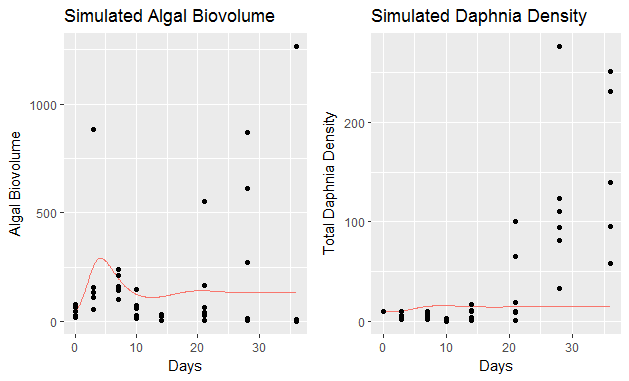 Simulated Algal Biovolume
Algal Biovolume
1000
500
0
0
10
20
30
Days
Simulated Daphnia Density
Total Daphnia Density
200
100
0
0
10
20
30
Days